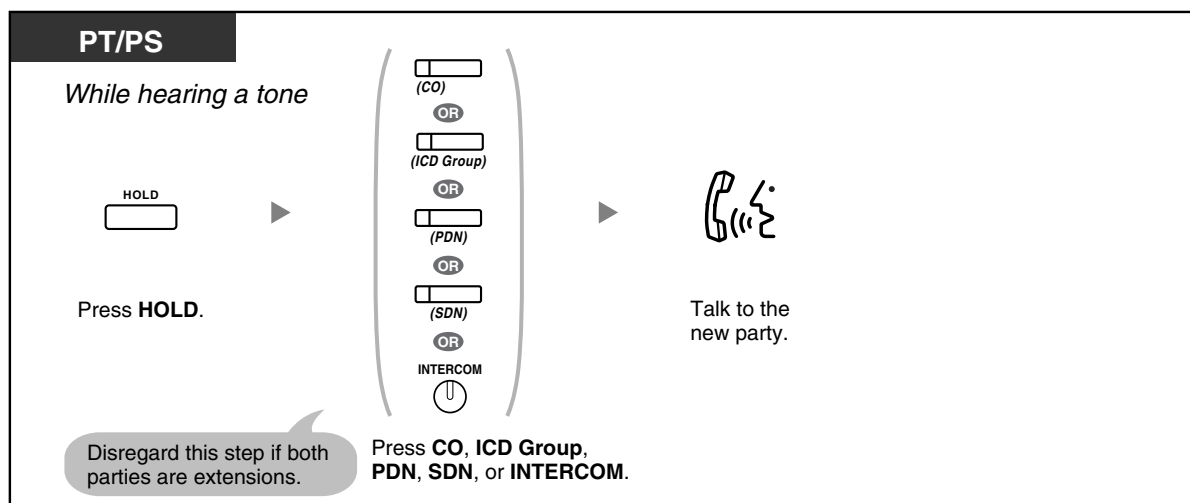 PT/PS
While hearing a tone
HOLD
Press HOLD.
(CO)
OR
(ICD Group)
OR
(PDN)
OR
(SDN)
OR
INTERCOM
Disregard this step if both
parties are extensions.
Press CO, ICD Group,
PDN, SDN, or INTERCOM.
Talk to the
new party.